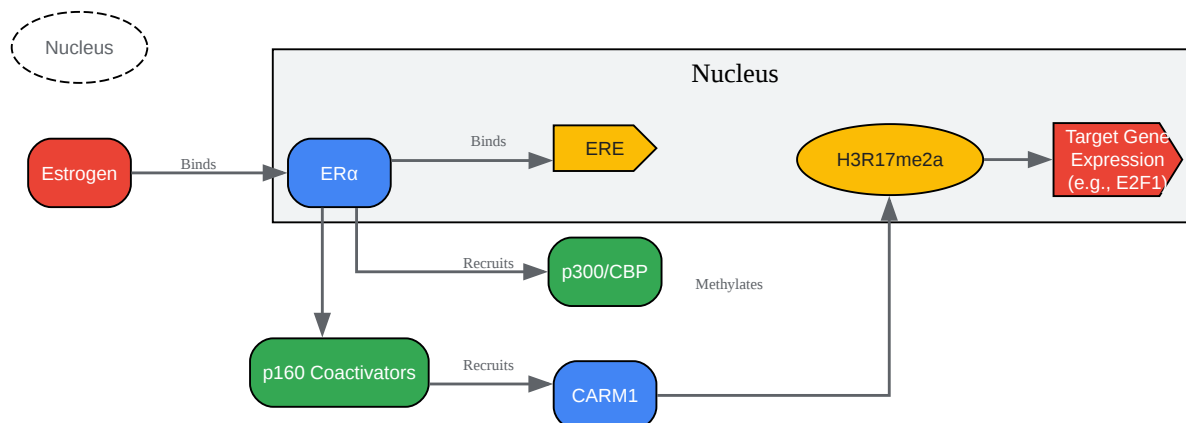 Nucleus
Nucleus
Estrogen
Binds
ERα
Binds
ERE
H3R17me2a
Target Gene
Expression
(e.g., E2F1)
Recruits
p300/CBP
Methylates
p160 Coactivators
Recruits
CARM1